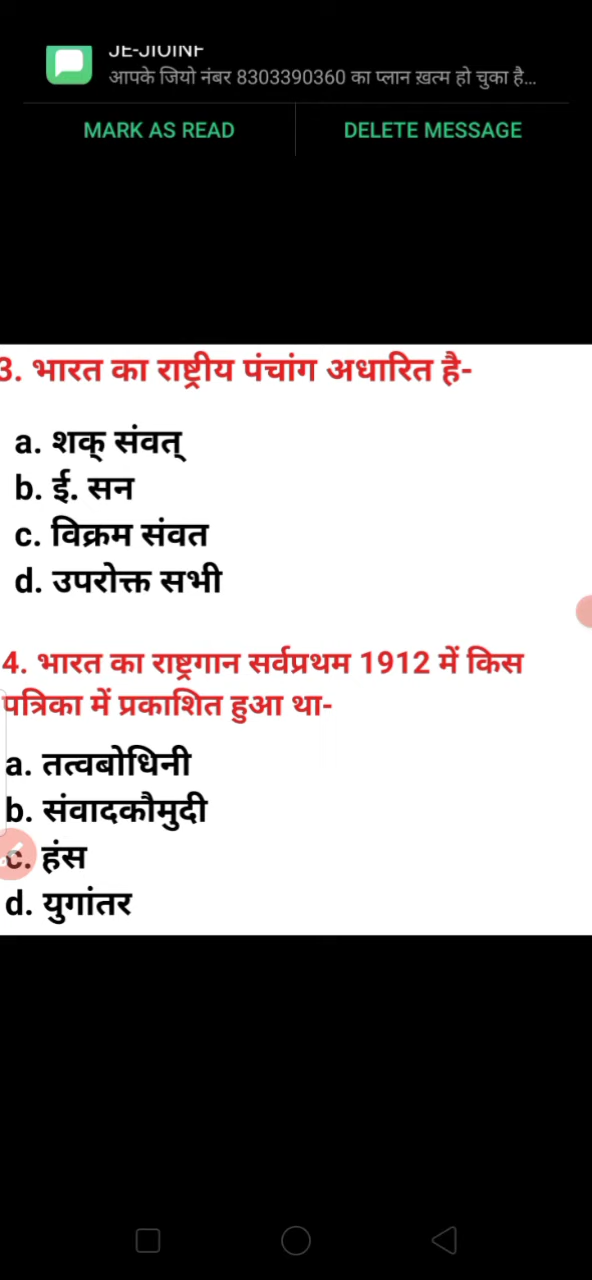 JE-JIOINF
आपके जियो नंबर 8303390360 का प्लान ख़त्म हो चुका है...
MARK AS READ
DELETE MESSAGE
3. भारत का राष्ट्रीय पंचांग अधारित है-
a. शक् संवत्
b. ई. सन
c. विक्रम संवत
d. उपरोक्त सभी
4. भारत का राष्ट्रगान सर्वप्रथम 1912 में किस
पत्रिका में प्रकाशित हुआ था-
a. तत्वबोधिनी
b. संवादकौमुदी
c. हंस
d. युगांतर